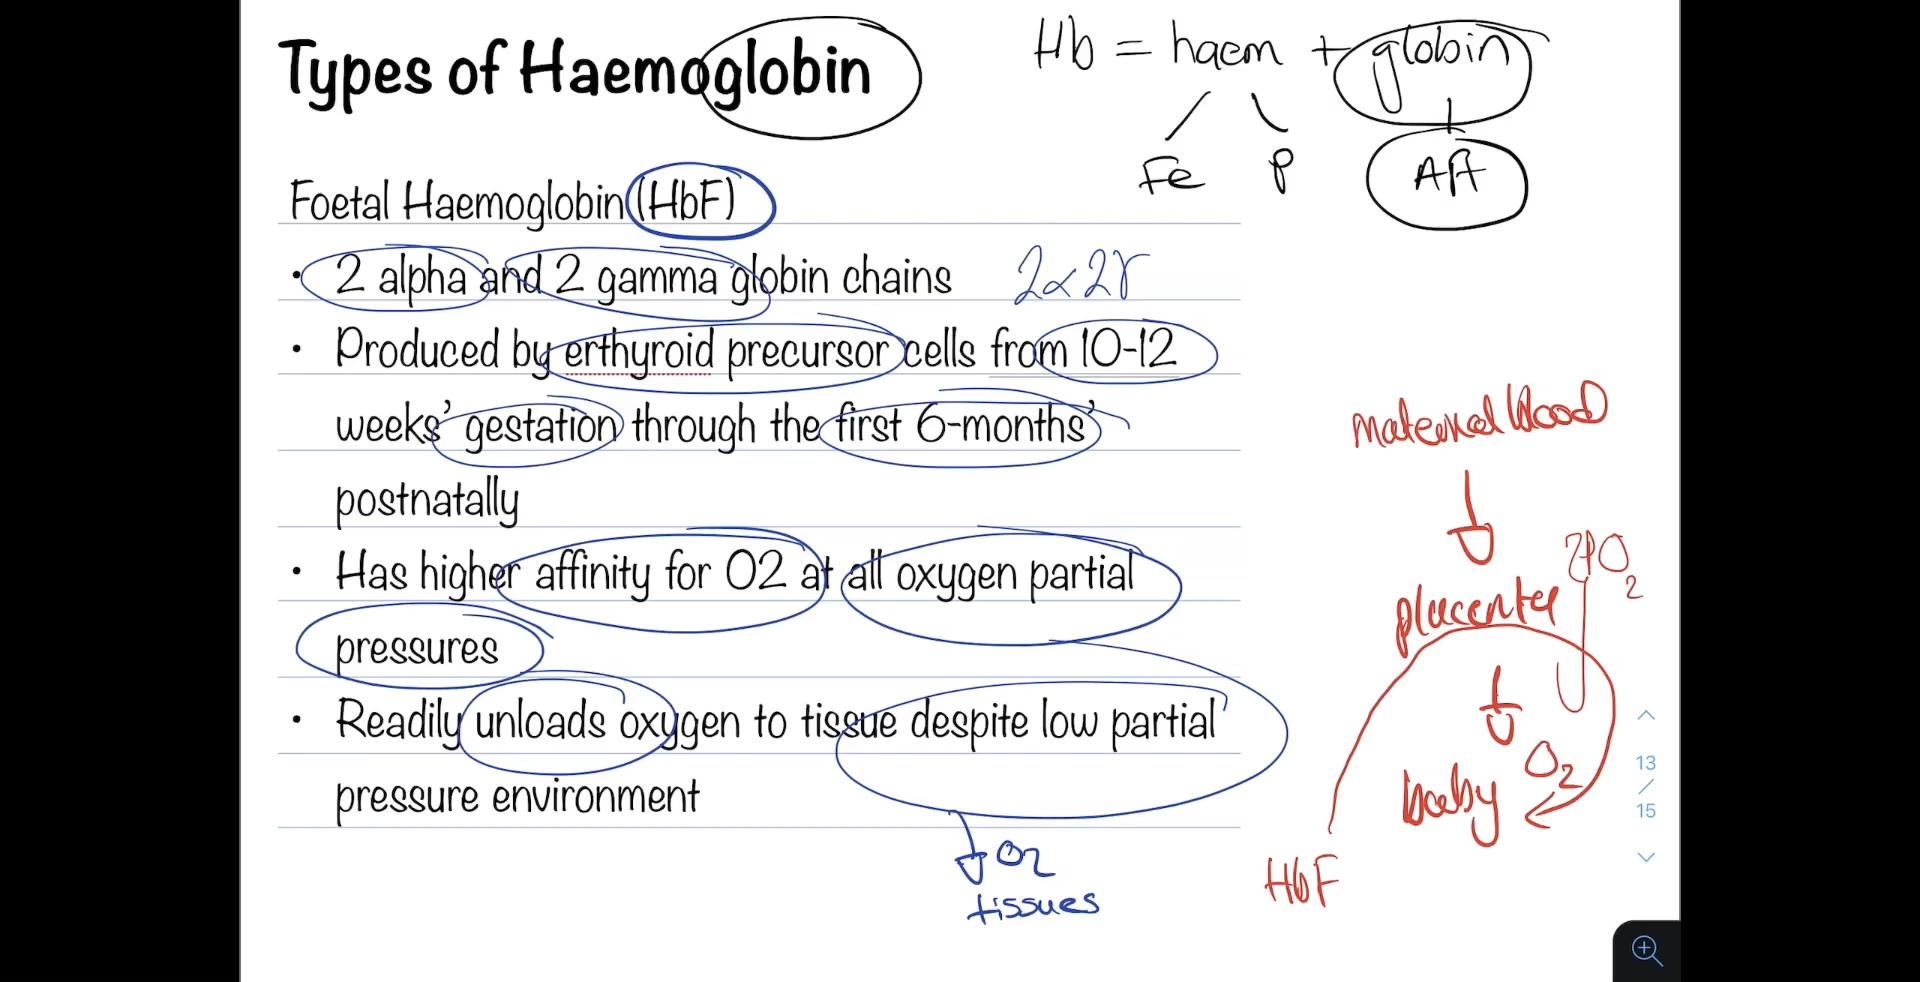 Types of Haemoglobin
Hb = haem + globin
Fe P
Foetal Haemoglobin (HbF)
• 2 alpha and 2 gamma globin chains 2α2γ
• Produced by erthyroid precursor cells from 10-12
weeks' gestation through the first 6-months'
postnatally
• Has higher affinity for O2 at all oxygen partial
pressures
• Readily unloads oxygen to tissue despite low partial
pressure environment
O2
tissues
maternal blood
placenta
O2
baby O2
HbF
13
/
15